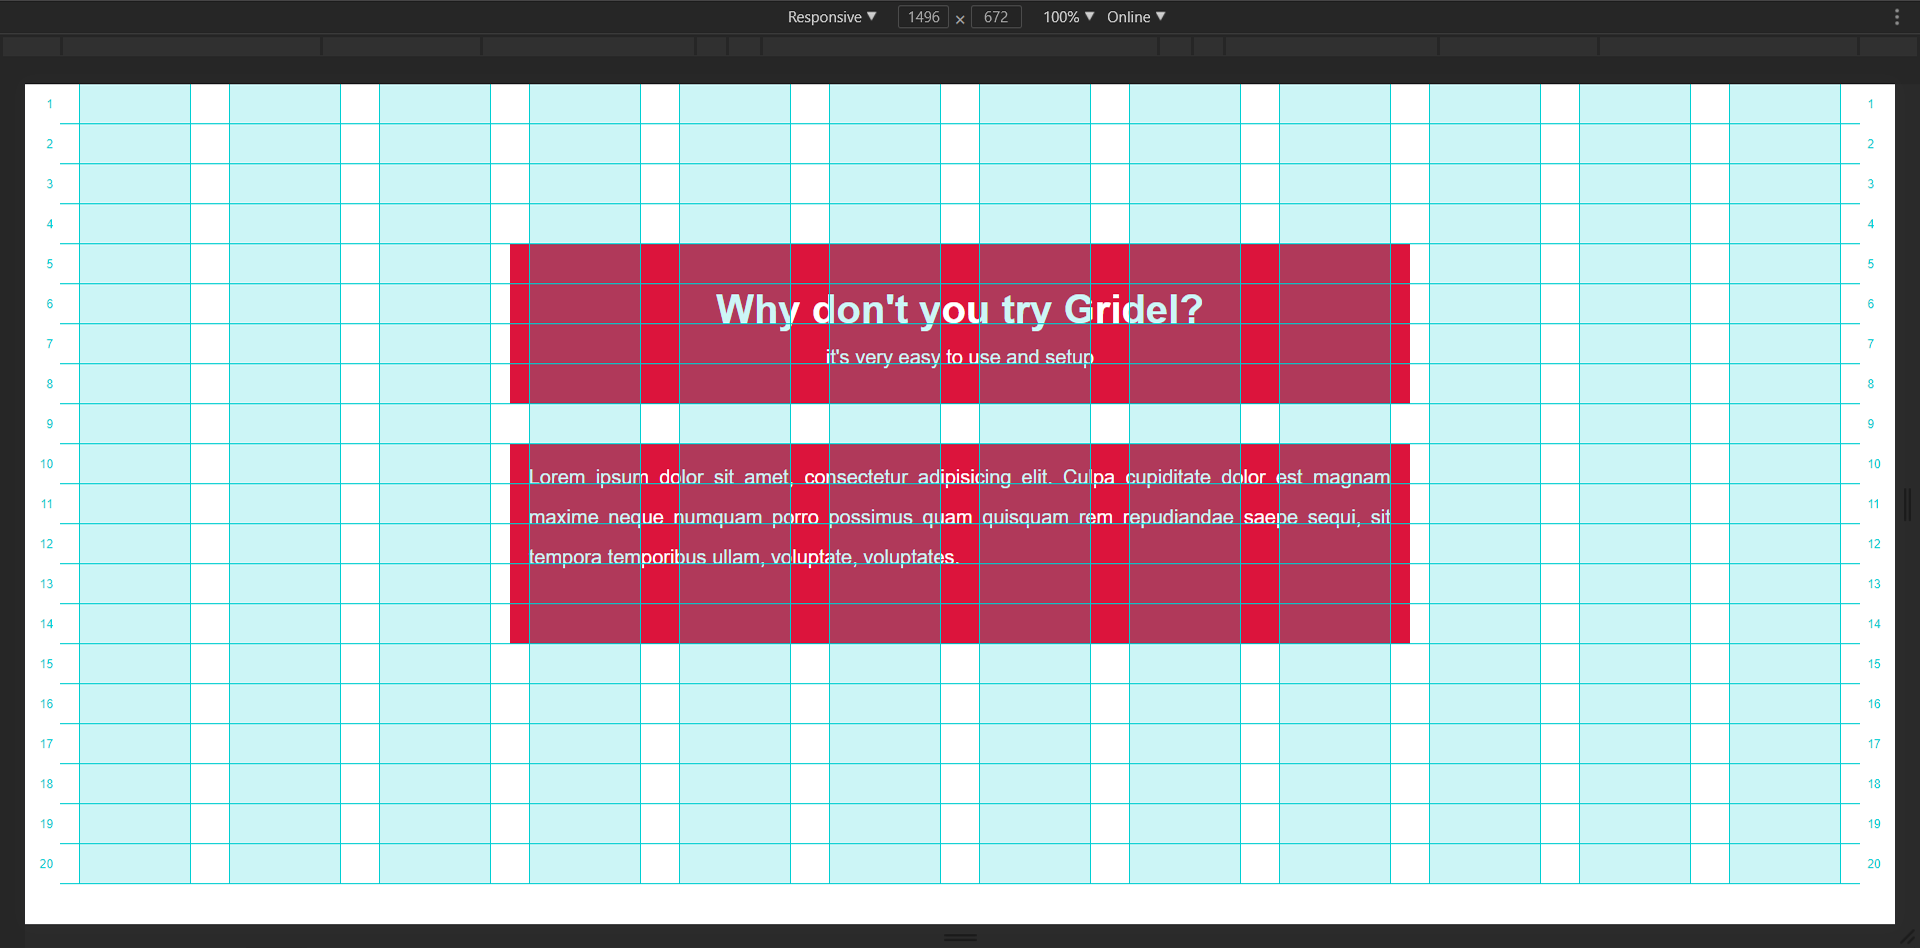 Responsive ▼ 1496 × 672 100% ▼ Online ▼
1 1
2 2
3 3
4 4
5 5
6 Why don't you try Gridel? 6
7 it's very easy to use and setup 7
8 8
9 9
10 Lorem ipsum dolor sit amet, consectetur adipisicing elit. Culpa cupiditate dolor est magnam 10
11 maxime neque numquam porro possimus quam quisquam rem repudiandae saepe sequi, sit 11
12 tempora temporibus ullam, voluptate, voluptates. 12
13 13
14 14
15 15
16 16
17 17
18 18
19 19
20 20